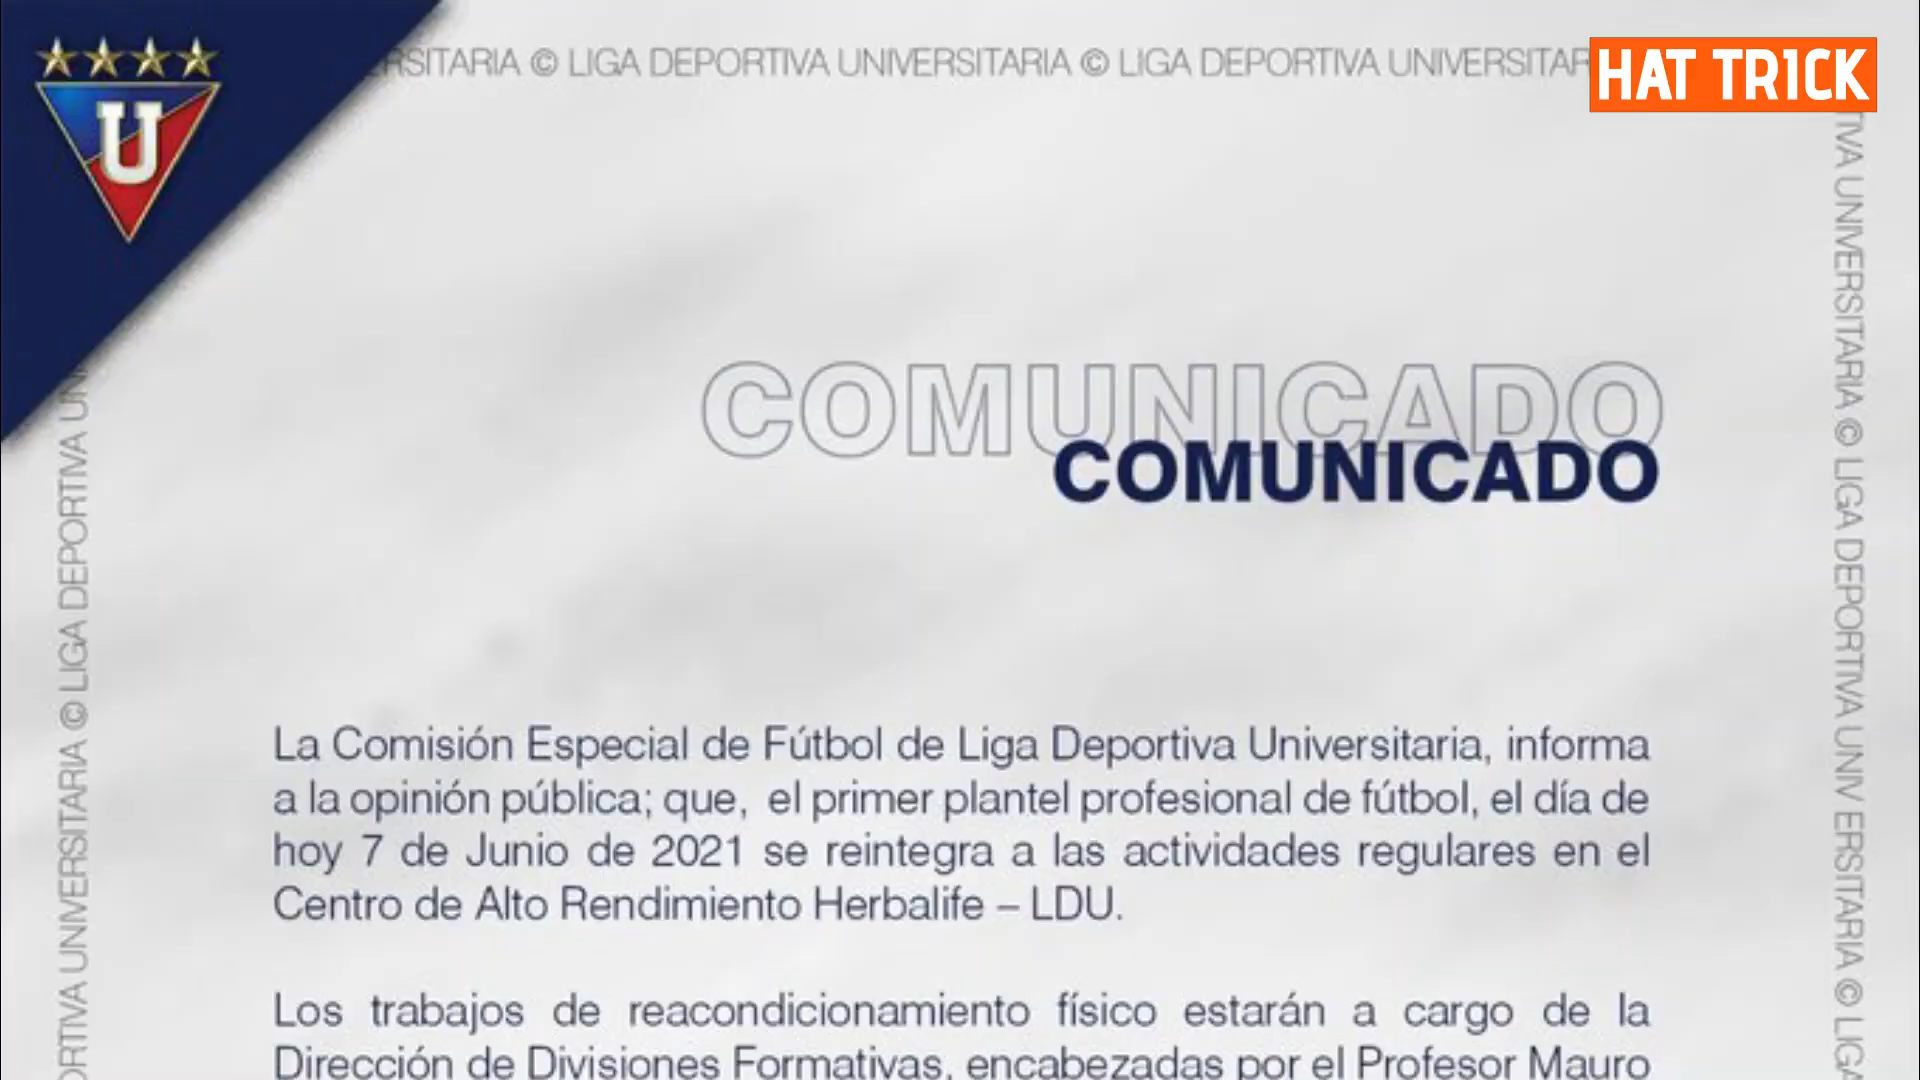 RSITARIA © LIGA DEPORTIVA UNIVERSITARIA © LIGA DEPORTIVA UNIVERSITAR
HAT TR1CK
U
COMUNICADO
COMUNICADO
La Comisión Especial de Fútbol de Liga Deportiva Universitaria, informa
a la opinión pública; que, el primer plantel profesional de fútbol, el día de
hoy 7 de Junio de 2021 se reintegra a las actividades regulares en el
Centro de Alto Rendimiento Herbalife – LDU.
Los trabajos de reacondicionamiento físico estarán a cargo de la
Dirección de Divisiones Formativas, encabezadas por el Profesor Mauro
ORTIVA UNIVERSITARIA © LIGA DEPORTIVA UN
TIVA UNIVERSITARIA © LIGA DEPORTIVA UNIV ERSITARIA © LIGA